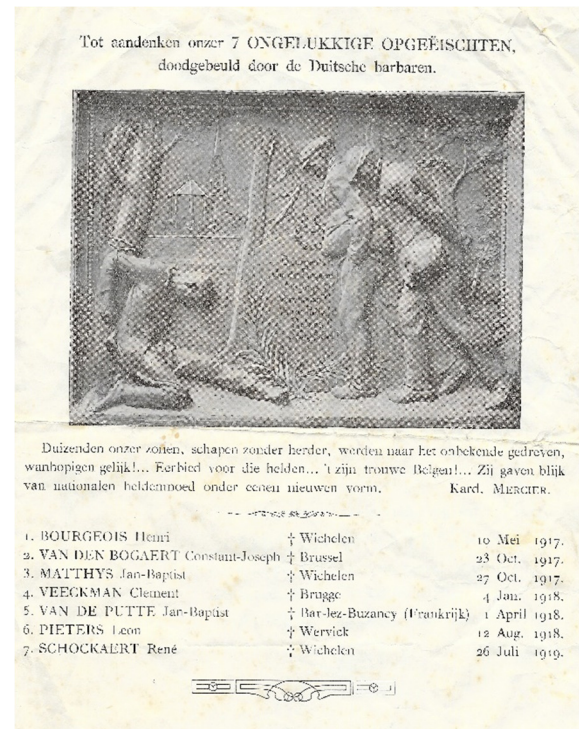 Tot aandenken onzer 7 ONGELUKKIGE OPGEËISCHTEN,
doodgebeuld door de Duitsche barbaren.
Duizenden onzer zonen, schapen zonder herder, werden naar het onbekende gedreven,
wanhopigen gelijk!... Eerbied voor die helden... 't zijn trouwe Belgen!... Zij gaven blijk
van nationalen heldenmoed onder eenen nieuwen vorm. Kard. MERCIER.
1. BOURGEOIS Henri † Wichelen 10 Mei 1917.
2. VAN DEN BOGAERT Constant-Joseph † Brussel 23 Oct. 1917.
3. MATTHYS Jan-Baptist † Wichelen 27 Oct. 1917.
4. VEECKMAN Clement † Brugge 4 Jan. 1918.
5. VAN DE PUTTE Jan-Baptist † Bar-lez-Buzancy (Frankrijk) 1 April 1918.
6. PIETERS Leon † Wervick 12 Aug. 1918.
7. SCHOCKAERT René † Wichelen 26 Juli 1919.